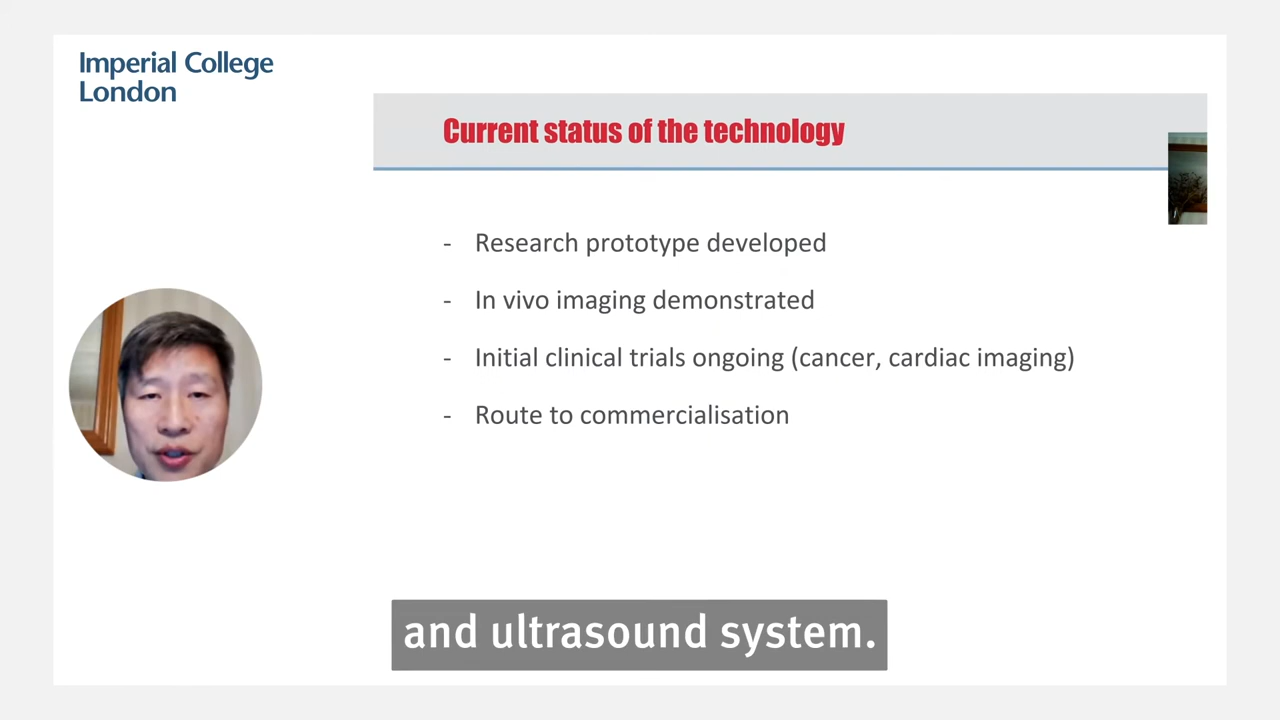 Imperial College
London
Current status of the technology
- Research prototype developed
- In vivo imaging demonstrated
- Initial clinical trials ongoing (cancer, cardiac imaging)
- Route to commercialisation
and ultrasound system.